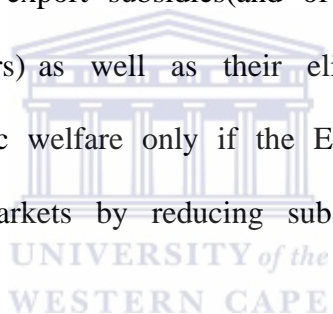 export subsidies(and of
rs) as well as their eli
c welfare only if the E
arkets by reducing sub
UNIVERSITY of the
WESTERN CAPE